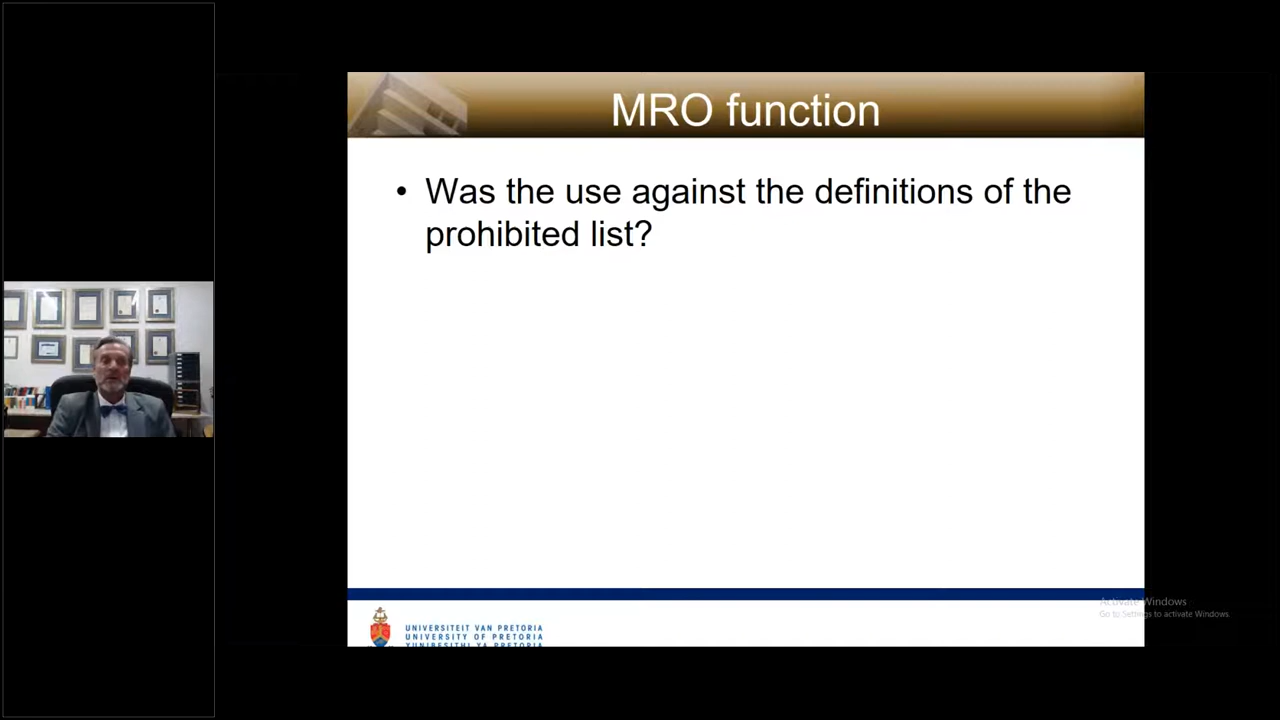 MRO function
• Was the use against the definitions of the
prohibited list?
Activate Windows
Go to Settings to activate Windows.
UNIVERSITEIT VAN PRETORIA
UNIVERSITY OF PRETORIA
YUNIBESITHI YA PRETORIA